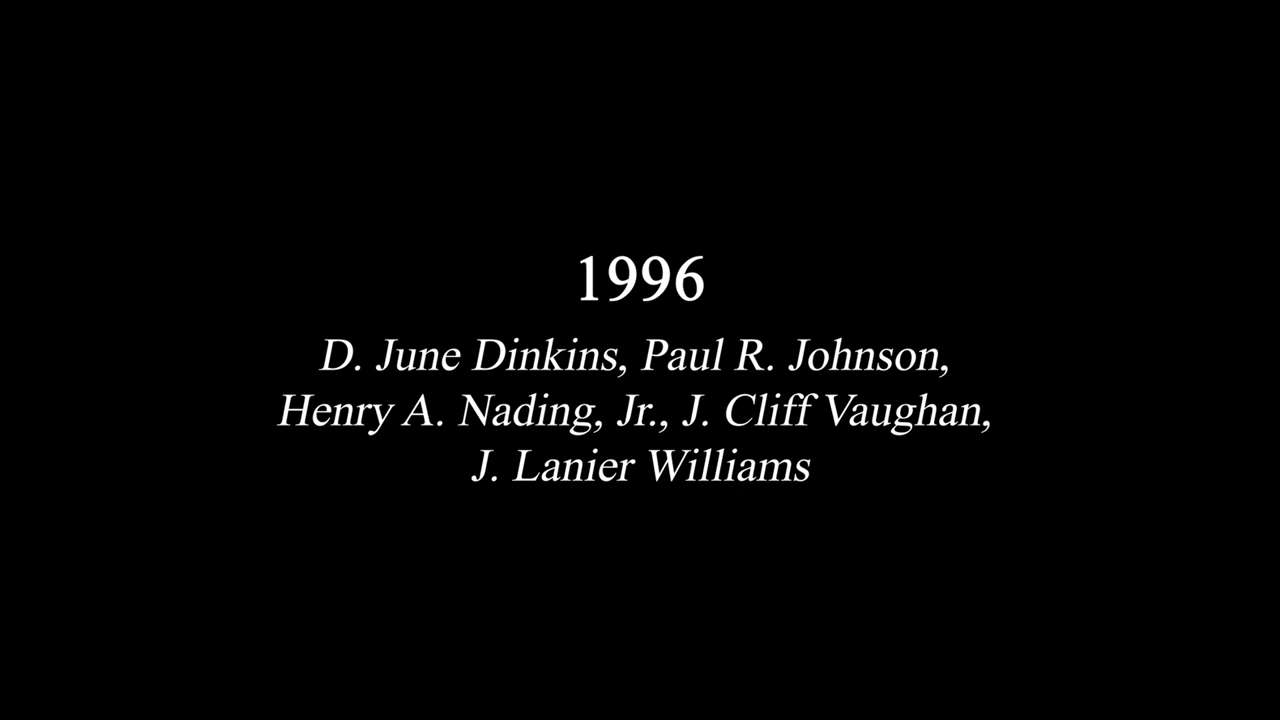 1996
D. June Dinkins, Paul R. Johnson,
Henry A. Nading, Jr., J. Cliff Vaughan,
J. Lanier Williams